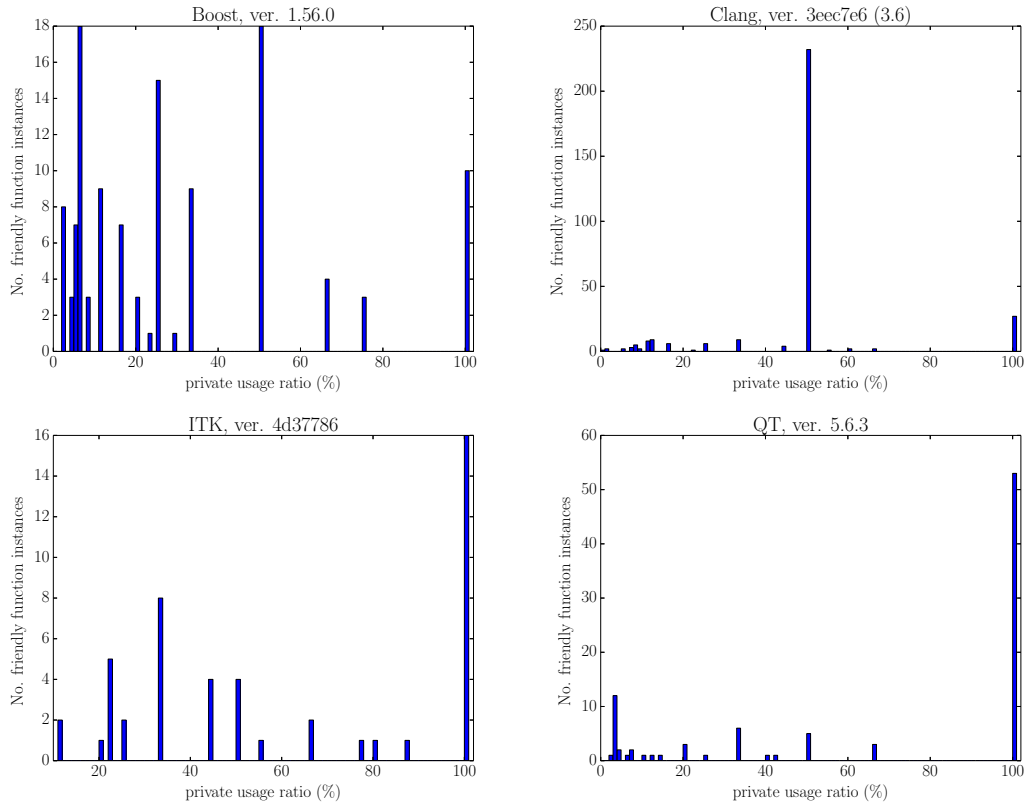 Boost, ver. 1.56.0
18
16
14
12
10
8
6
4
2
0
No. friendly function instances
0 20 40 60 80 100
private usage ratio (%)
Clang, ver. 3eec7e6 (3.6)
250
200
150
100
50
0
No. friendly function instances
0 20 40 60 80 100
private usage ratio (%)
ITK, ver. 4d37786
16
14
12
10
8
6
4
2
0
No. friendly function instances
20 40 60 80 100
private usage ratio (%)
QT, ver. 5.6.3
60
50
40
30
20
10
0
No. friendly function instances
0 20 40 60 80 100
private usage ratio (%)